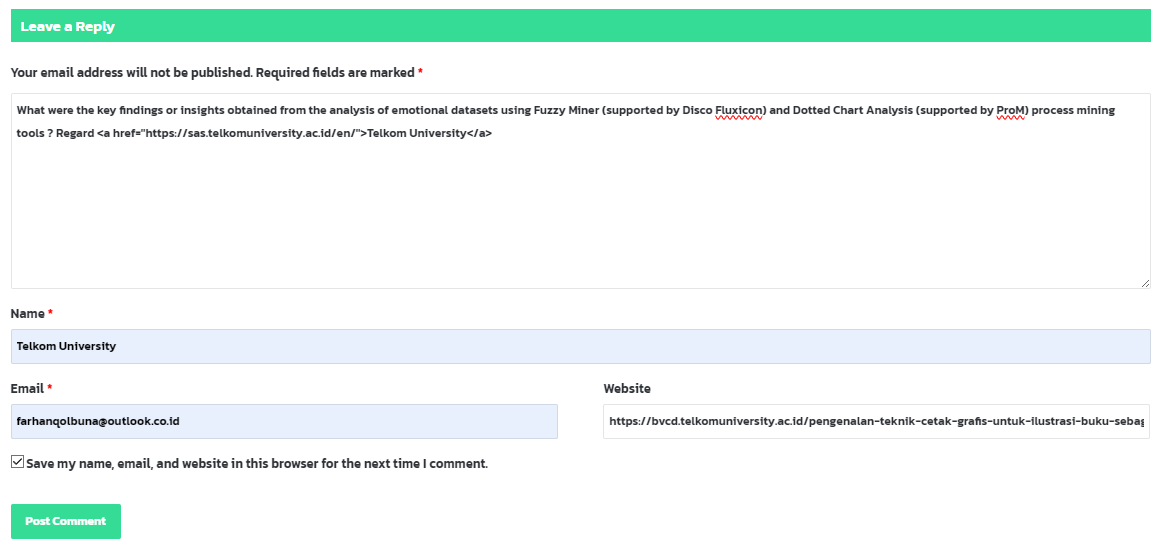 Leave a Reply
Your email address will not be published. Required fields are marked *
What were the key findings or insights obtained from the analysis of emotional datasets using Fuzzy Miner (supported by Disco Fluxicon) and Dotted Chart Analysis (supported by ProM) process mining
tools ? Regard <a href="https://sas.telkomuniversity.ac.id/en/">Telkom University</a>
Name *
Telkom University
Email *
Website
farhanqolbuna@outlook.co.id
https://bvcd.telkomuniversity.ac.id/pengenalan-teknik-cetak-grafis-untuk-ilustrasi-buku-sebag
Save my name, email, and website in this browser for the next time I comment.
Post Comment